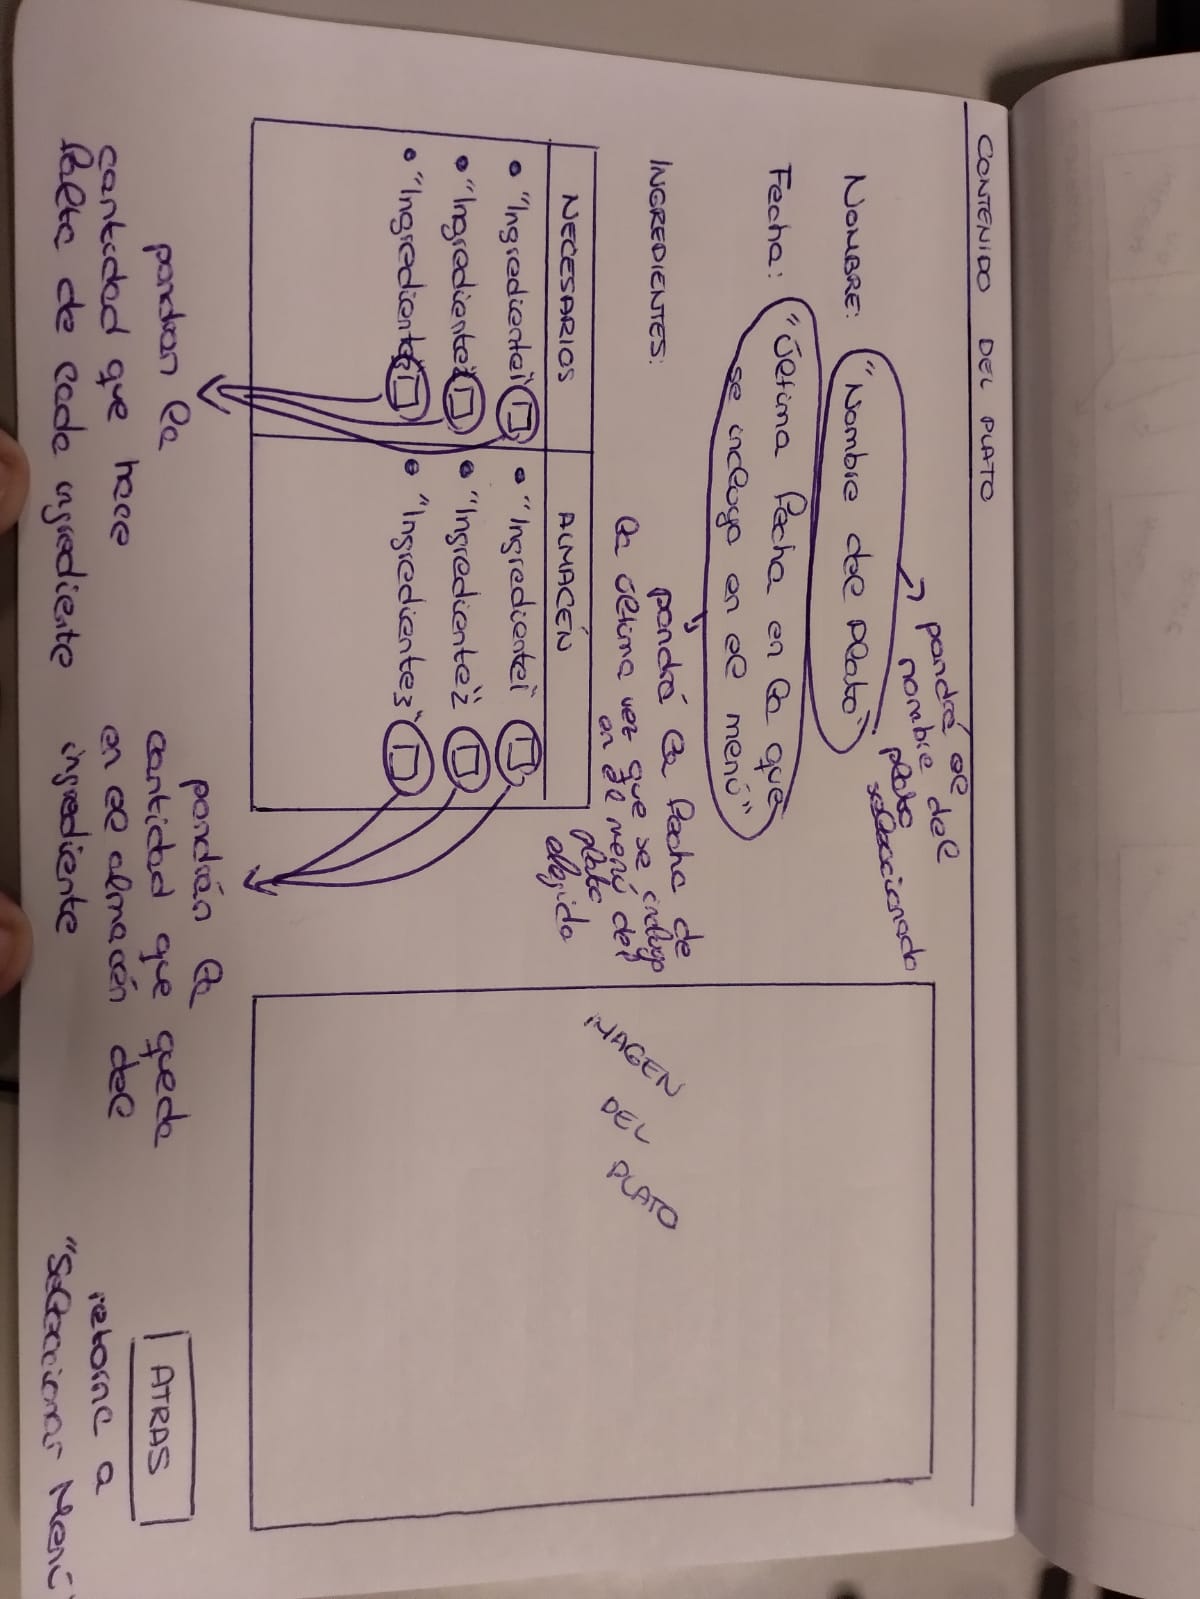 CONTENIDO DEL PLATO
pondrá el
nombre del
plato
seleccionado
NOMBRE: "Nombre del Plato"
Fecha: "Última fecha en la que
se incluyo en el menú"
pondrá la fecha de
la última vez que se incluyo
en el menú del
plato
elegido
INGREDIENTES:
NECESARIOS ALMACÉN
• "Ingrediente1" • "Ingrediente1"
• "Ingrediente2" • "Ingrediente2"
• "Ingrediente3" • "Ingrediente3"
IMAGEN DEL PLATO
pondran la
cantidad que hace
falta de cada ingrediente
pondrán la
cantidad que queda
en el almacén del
ingrediente
ATRAS
retorna a
"Seleccionar Menú"